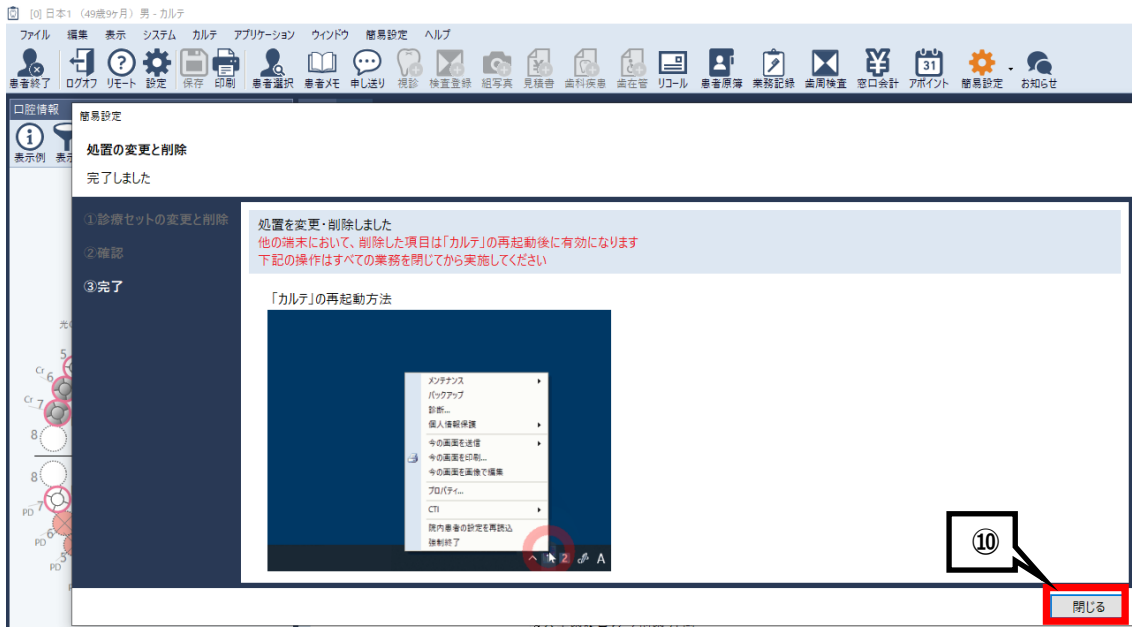 [0] 日本1 （49歳9ヶ月）男 - カルテ
ファイル 編集 表示 システム カルテ アプリケーション ウィンドウ 簡易設定 ヘルプ
患者終了 ログオフ リモート 設定 保存 印刷 患者選択 患者メモ 申し送り 視診 検査登録 組写真 見積書 歯科疾患 歯在管 リコール 患者原簿 業務記録 歯周検査 窓口会計 アポイント 簡易設定 お知らせ
31
口腔情報
表示例
簡易設定
処置の変更と削除
完了しました
①診療セットの変更と削除
②確認
③完了
処置を変更・削除しました
他の端末において、削除した項目は「カルテ」の再起動後に有効になります
下記の操作はすべての業務を閉じてから実施してください
「カルテ」の再起動方法
メンテナンス
バックアップ
診断...
個人情報保護
今の画面を送信
今の画面を印刷...
今の画面を画像で編集
プロパティ...
CTI
院内患者の設定を再読込
強制終了
2 A
5
Cr 6
Cr 7
8
8
PD 7
PD 6
PD 5
⑩
閉じる